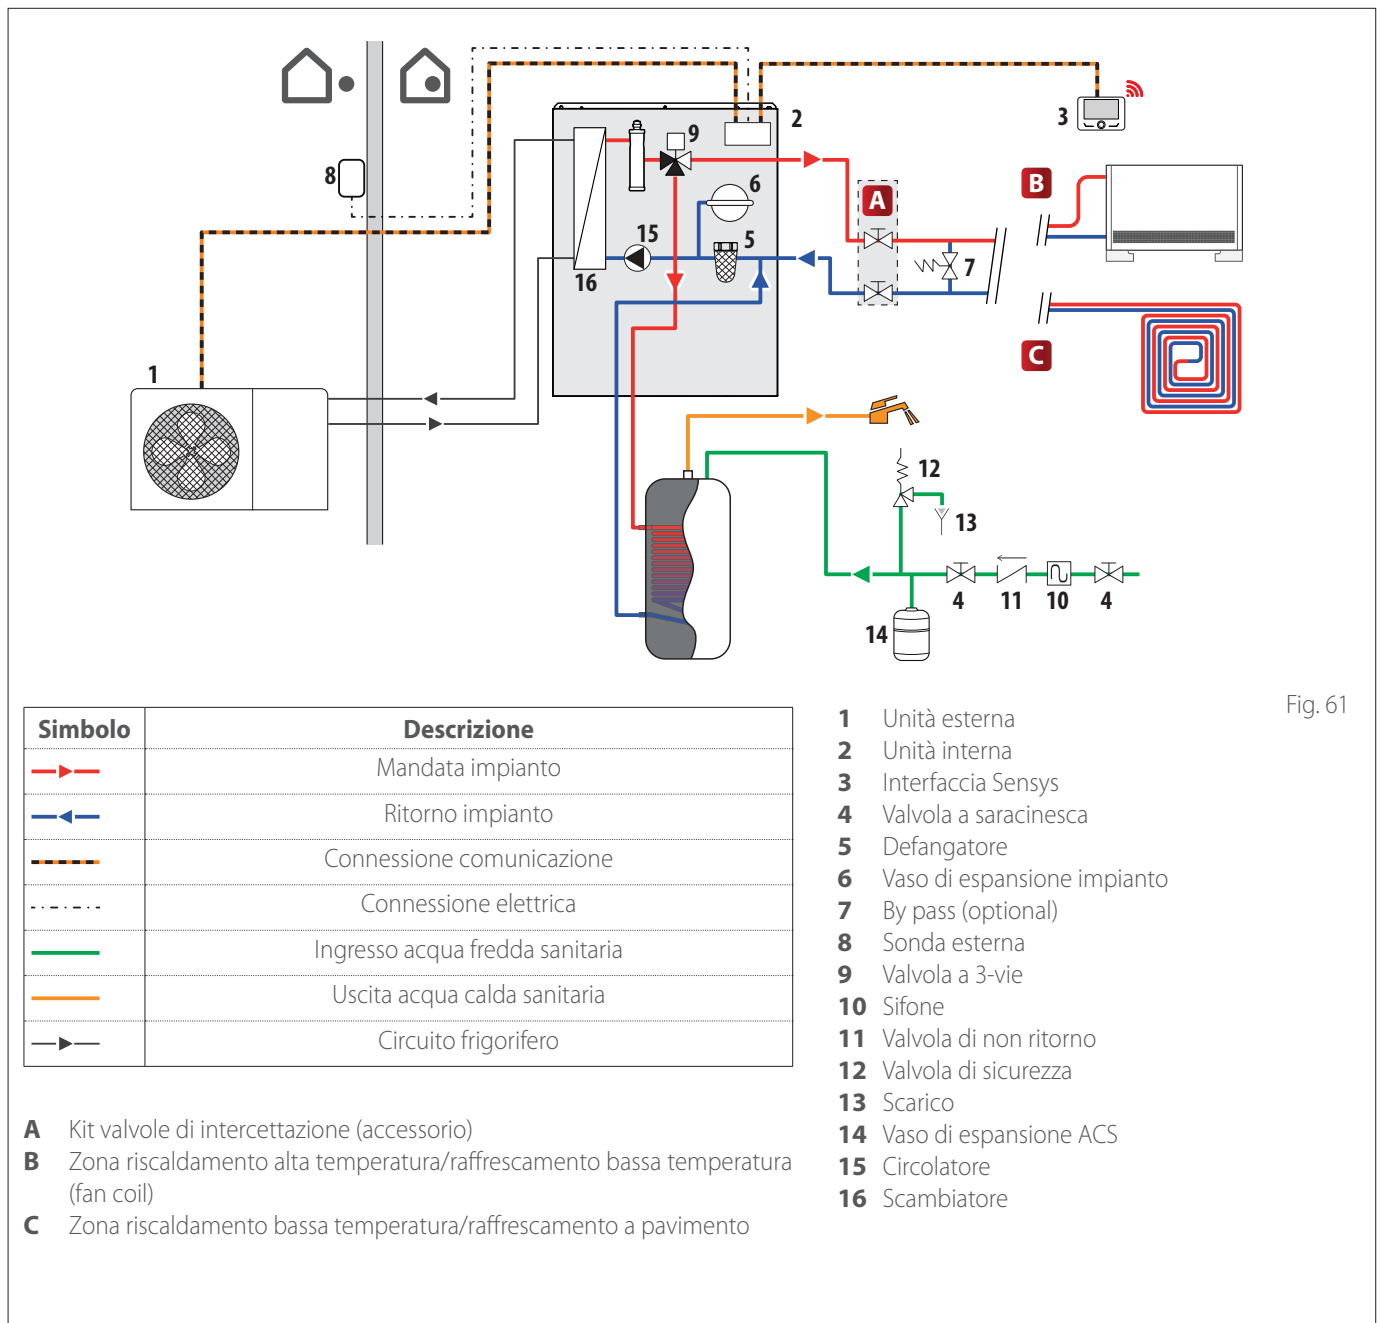 1
2
3
4
4
5
6
7
8
9
10
11
12
13
14
15
16
A
B
C
Fig. 61
Simbolo Descrizione
Mandata impianto
Ritorno impianto
Connessione comunicazione
Connessione elettrica
Ingresso acqua fredda sanitaria
Uscita acqua calda sanitaria
Circuito frigorifero
A Kit valvole di intercettazione (accessorio)
B Zona riscaldamento alta temperatura/raffrescamento bassa temperatura
(fan coil)
C Zona riscaldamento bassa temperatura/raffrescamento a pavimento
1 Unità esterna
2 Unità interna
3 Interfaccia Sensys
4 Valvola a saracinesca
5 Defangatore
6 Vaso di espansione impianto
7 By pass (optional)
8 Sonda esterna
9 Valvola a 3-vie
10 Sifone
11 Valvola di non ritorno
12 Valvola di sicurezza
13 Scarico
14 Vaso di espansione ACS
15 Circolatore
16 Scambiatore